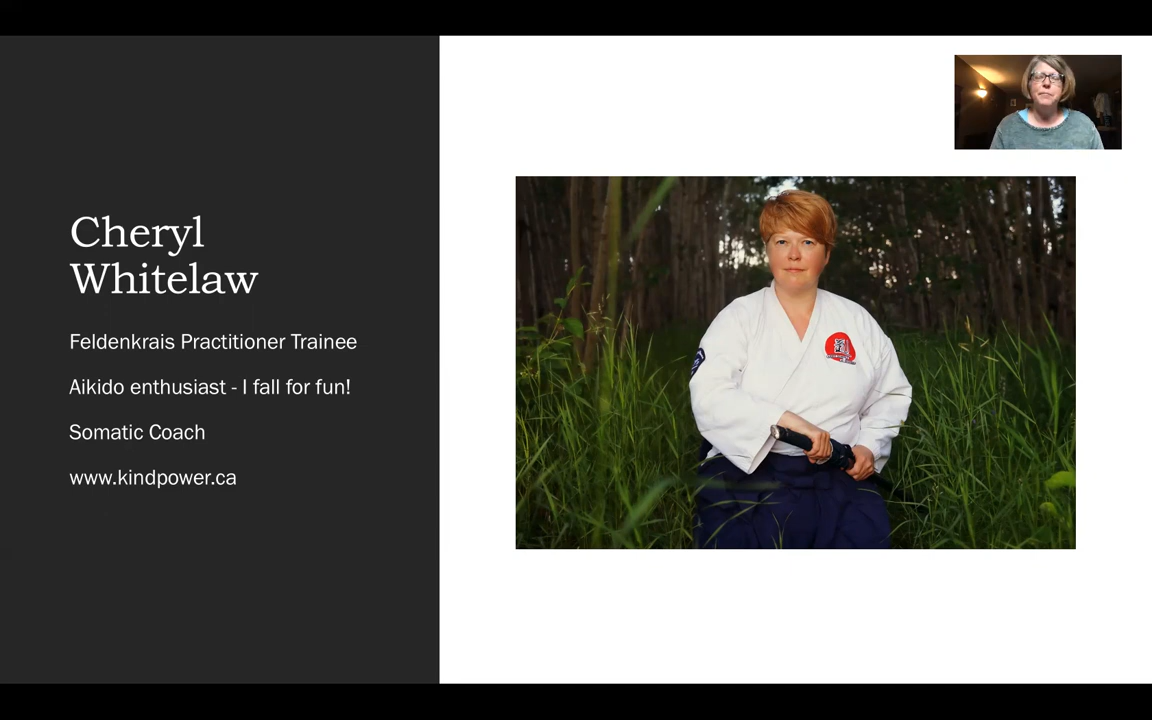 Cheryl
Whitelaw
Feldenkrais Practitioner Trainee
Aikido enthusiast - I fall for fun!
Somatic Coach
www.kindpower.ca